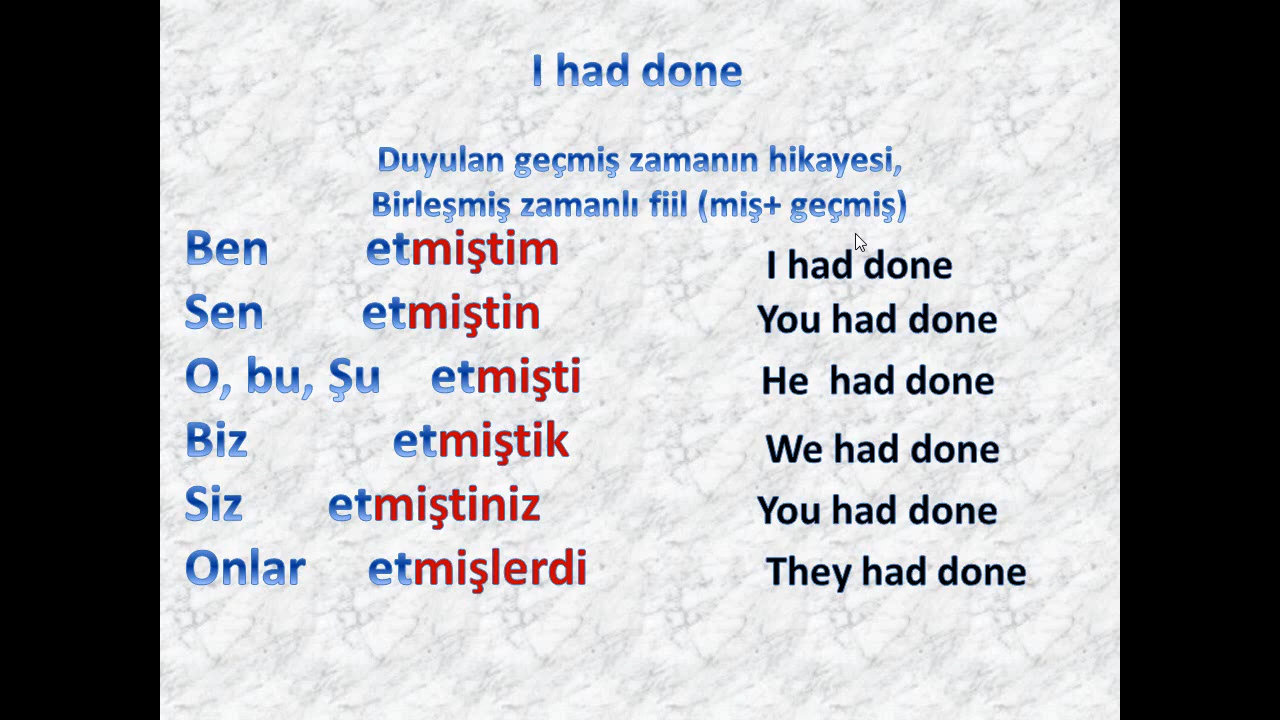 I had done
Duyulan geçmiş zamanın hikayesi,
Birleşmiş zamanlı fiil (miş+ geçmiş)
Ben etmiştim I had done
Sen etmiştin You had done
O, bu, Şu etmişti He had done
Biz etmiştik We had done
Siz etmiştiniz You had done
Onlar etmişlerdi They had done